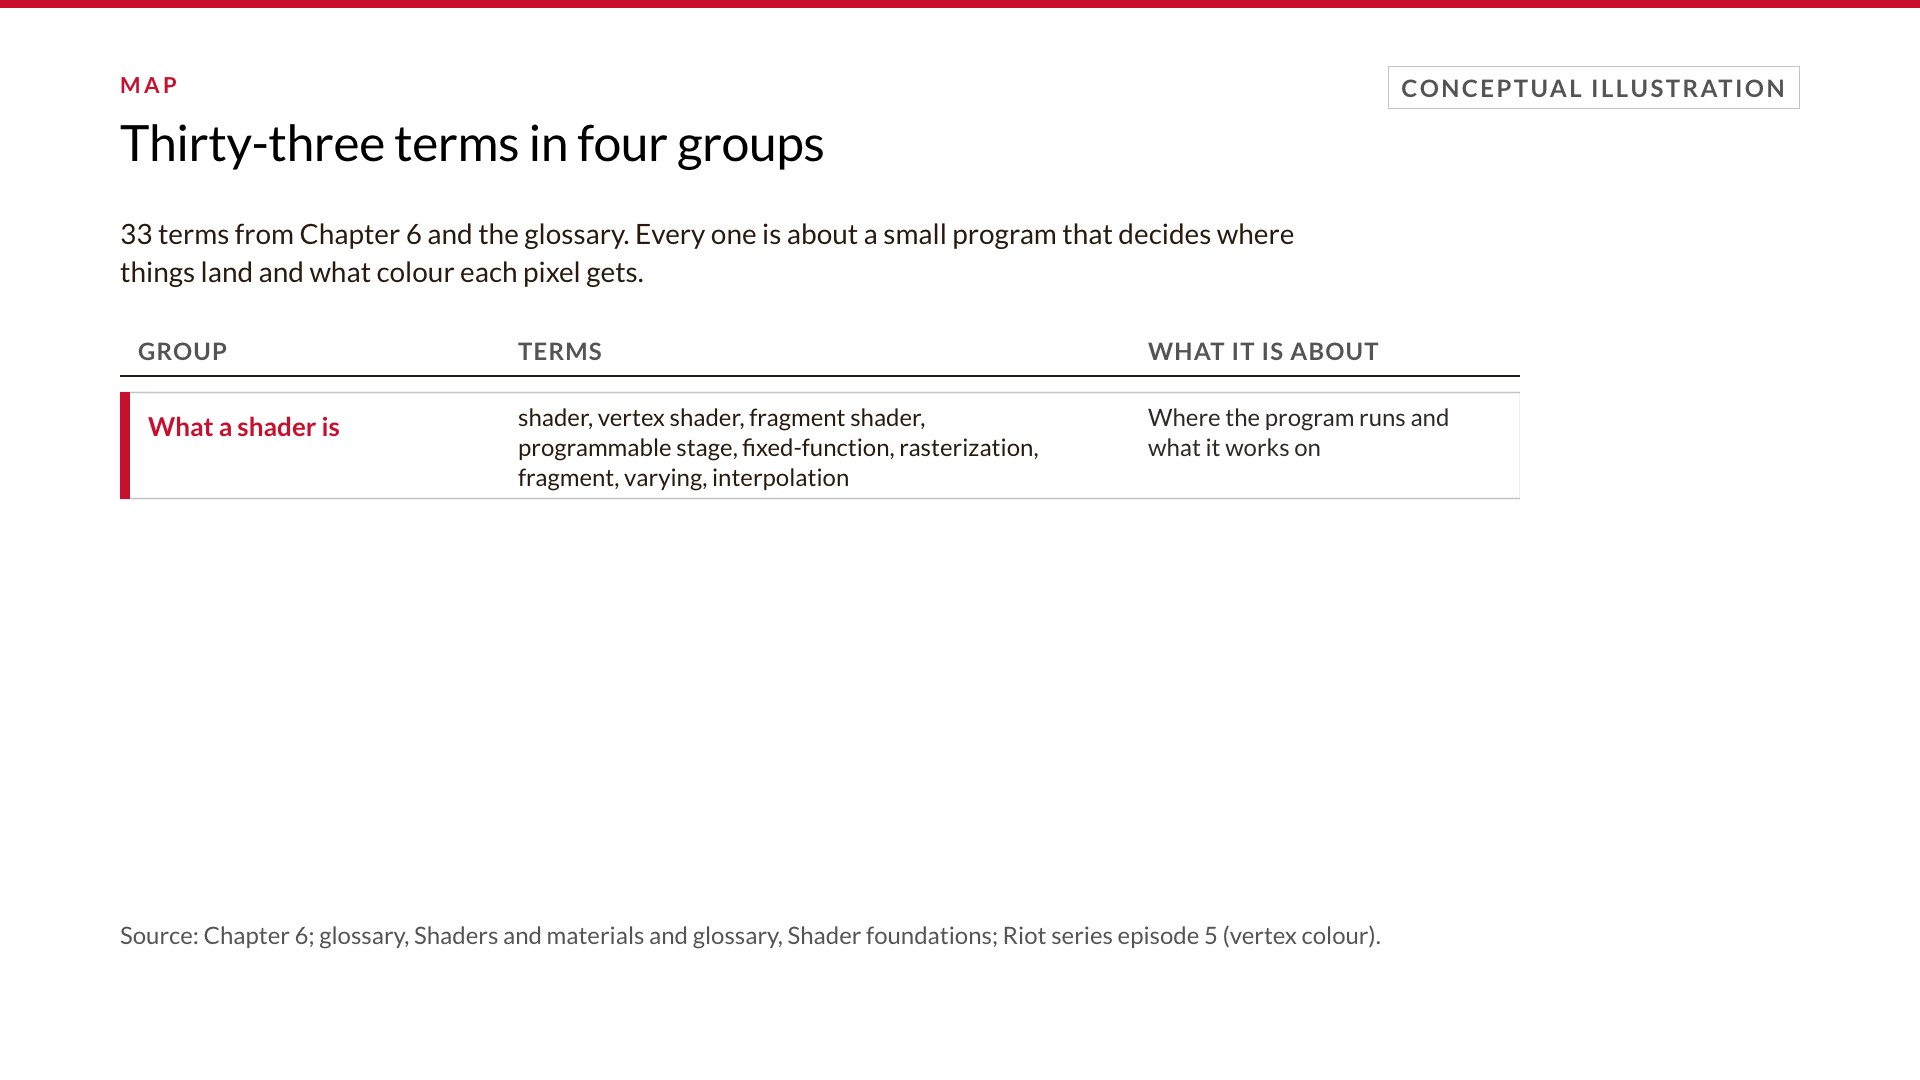 MAP
CONCEPTUAL ILLUSTRATION
Thirty-three terms in four groups
33 terms from Chapter 6 and the glossary. Every one is about a small program that decides where
things land and what colour each pixel gets.
GROUP
TERMS
WHAT IT IS ABOUT
What a shader is
shader, vertex shader, fragment shader,
programmable stage, fixed-function, rasterization,
fragment, varying, interpolation
Where the program runs and
what it works on
Source: Chapter 6; glossary, Shaders and materials and glossary, Shader foundations; Riot series episode 5 (vertex colour).